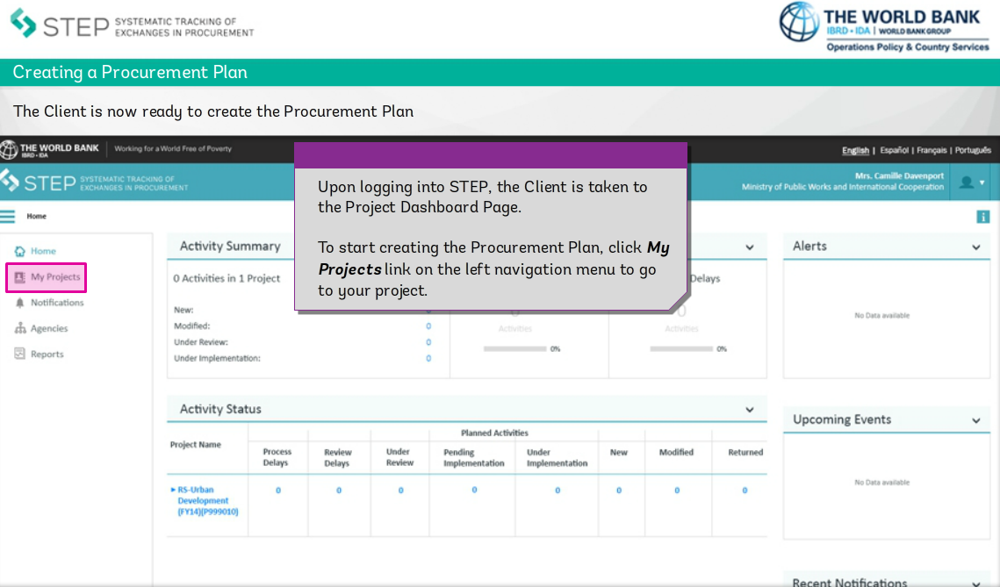 STEP SYSTEMATIC TRACKING OF
EXCHANGES IN PROCUREMENT
THE WORLD BANK
IBRD • IDA | WORLD BANK GROUP
Operations Policy & Country Services
Creating a Procurement Plan
The Client is now ready to create the Procurement Plan
THE WORLD BANK
IBRD • IDA
Working for a World Free of Poverty
English | Español | Français | Português
STEP SYSTEMATIC TRACKING OF
EXCHANGES IN PROCUREMENT
Mrs. Camille Davenport
Ministry of Public Works and International Cooperation
Home
Home
My Projects
Notifications
Agencies
Reports
Upon logging into STEP, the Client is taken to
the Project Dashboard Page.
To start creating the Procurement Plan, click My
Projects link on the left navigation menu to go
to your project.
Activity Summary
0 Activities in 1 Project
New:
Modified: 0
Under Review: 0
Under Implementation: 0
0
Activities
0%
Delays
0
Activities
0%
Alerts
No Data available
Activity Status
Project Name
Planned Activities
Process
Delays
Review
Delays
Under
Review
Pending
Implementation
Under
Implementation
New
Modified
Returned
RS-Urban
Development
(FY14)(P999010)
0 0 0 0 0 0 0 0
Upcoming Events
No Data available
Recent Notifications